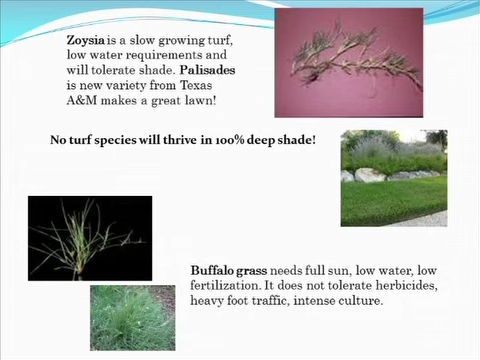 Zoysia is a slow growing turf,
low water requirements and
will tolerate shade. Palisades
is new variety from Texas
A&M makes a great lawn!
No turf species will thrive in 100% deep shade!
Buffalo grass needs full sun, low water, low
fertilization. It does not tolerate herbicides,
heavy foot traffic, intense culture.